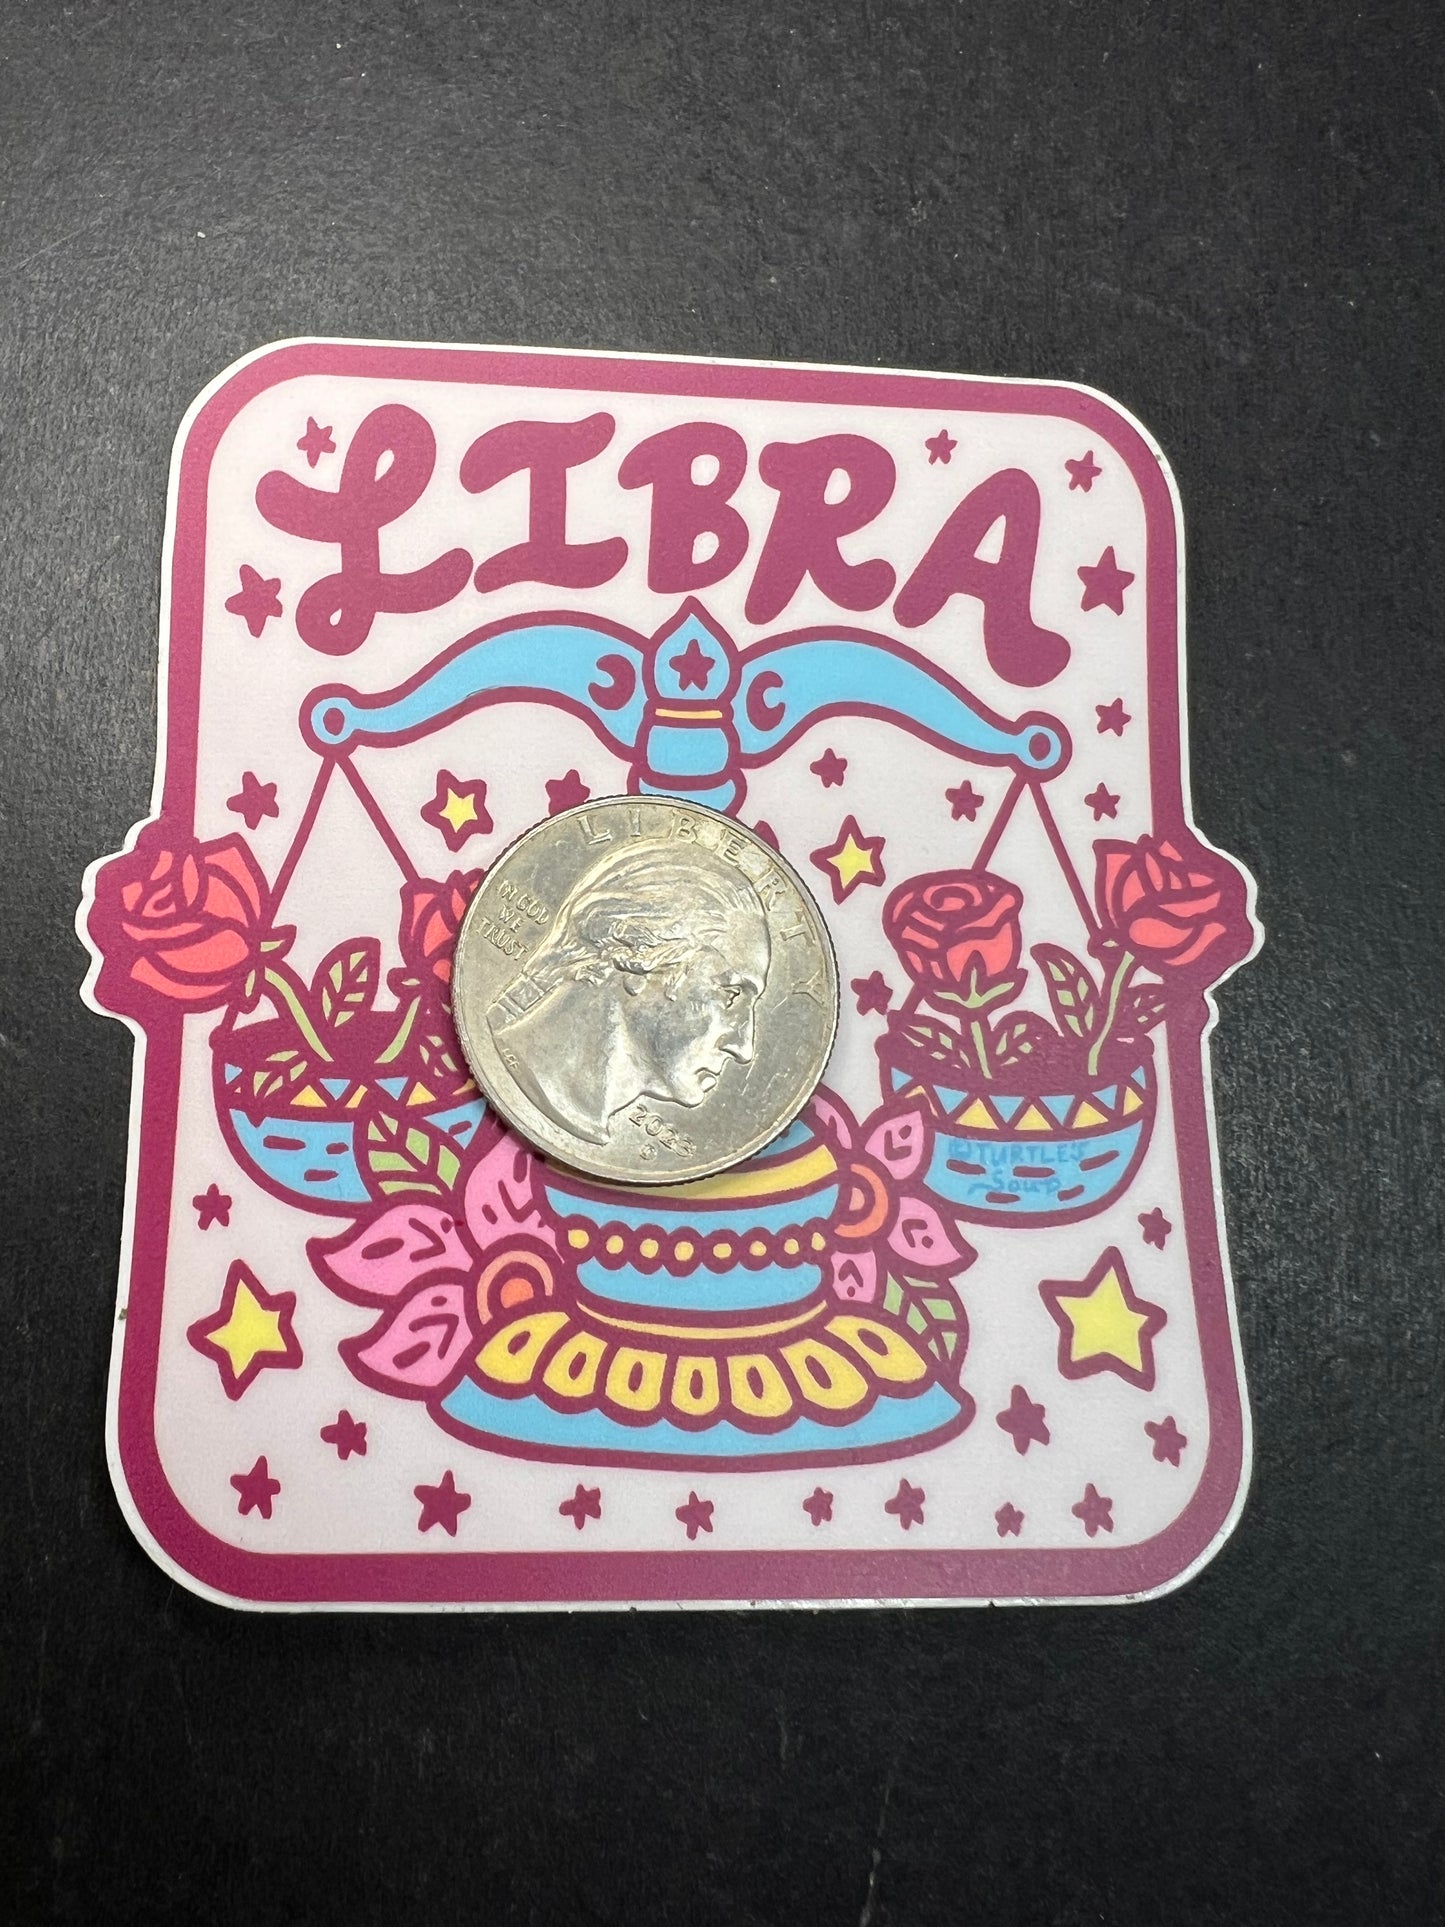 LIBRA
LIBERTY
IN GOD
WE
TRUST
2023
©TURTLES
Soup